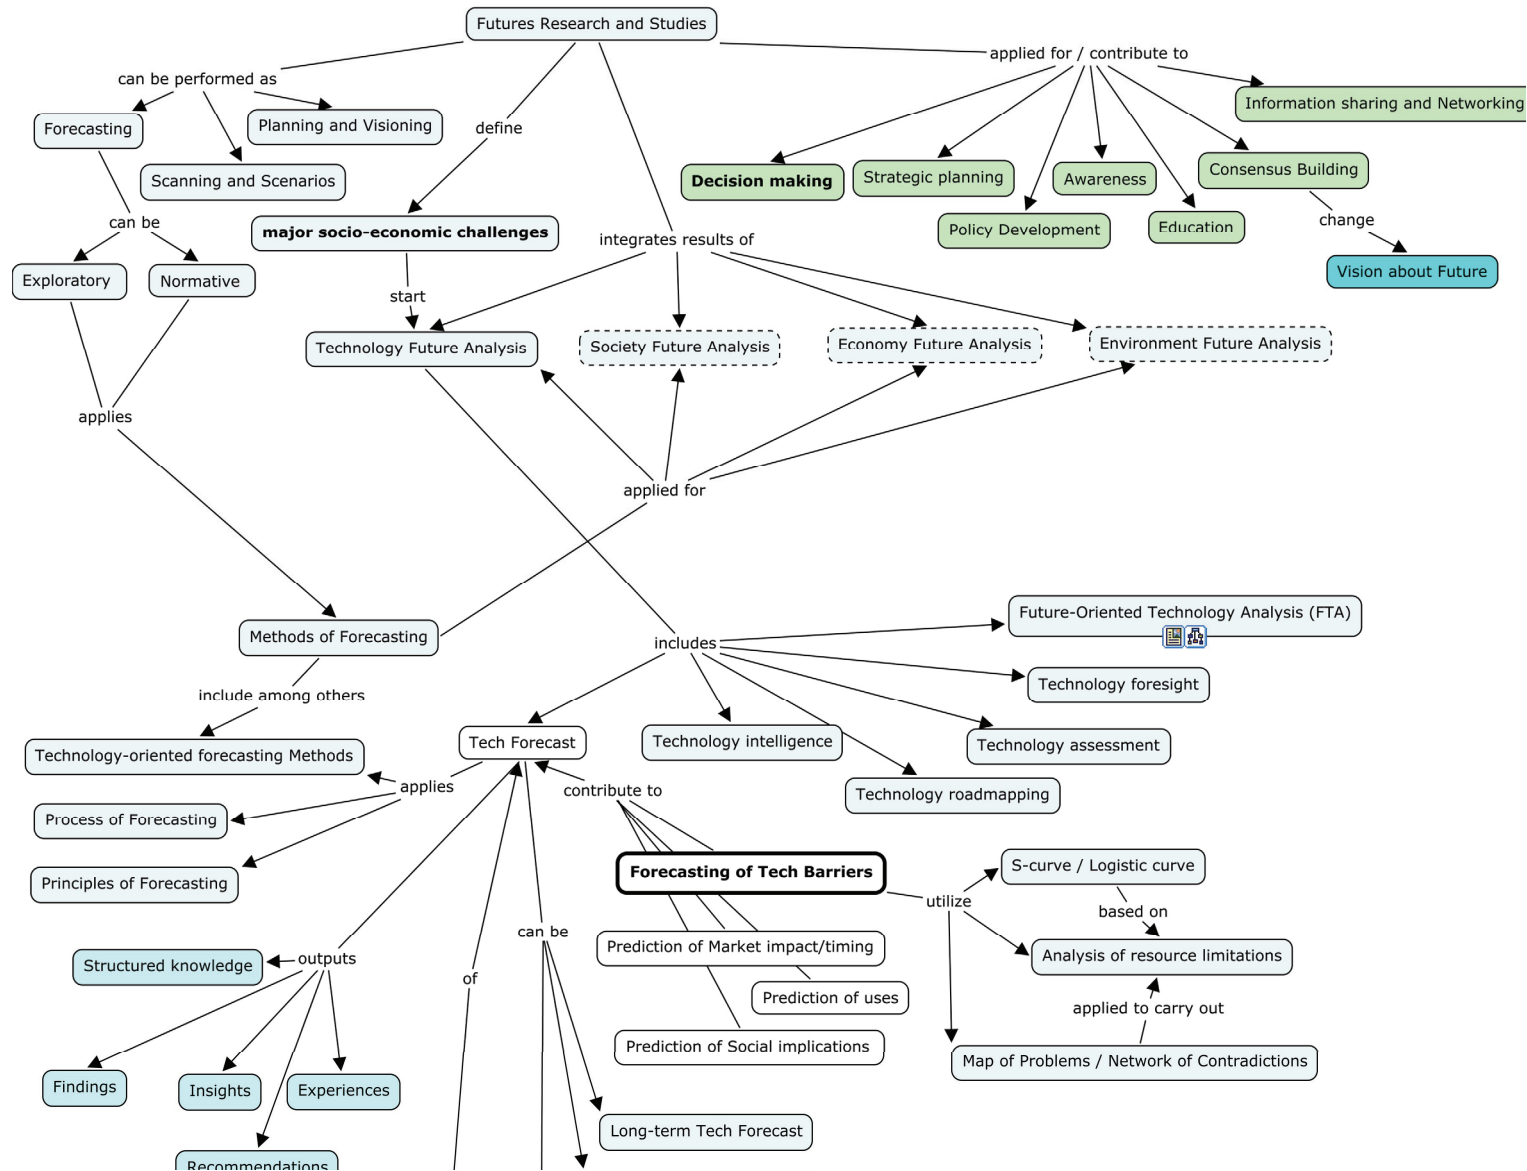 Futures Research and Studies
applied for / contribute to
can be performed as
Information sharing and Networking
Planning and Visioning
Forecasting
define
Consensus Building
Strategic planning
Awareness
Decision making
Scanning and Scenarios
change
can be
Education
Policy Development
major socio-economic challenges
integrates results of
Vision about Future
Exploratory
Normative
start
Technology Future Analysis
Society Future Analysis
Economy Future Analysis
Environment Future Analysis
applies
applied for
Future-Oriented Technology Analysis (FTA)
Methods of Forecasting
includes
Technology foresight
include among others
Tech Forecast
Technology intelligence
Technology assessment
Technology-oriented forecasting Methods
applies
contribute to
Technology roadmapping
Process of Forecasting
S-curve / Logistic curve
Forecasting of Tech Barriers
Principles of Forecasting
utilize
based on
can be
Prediction of Market impact/timing
Analysis of resource limitations
outputs
Structured knowledge
of
Prediction of uses
applied to carry out
Prediction of Social implications
Map of Problems / Network of Contradictions
Findings
Insights
Experiences
Long-term Tech Forecast
Recommendations